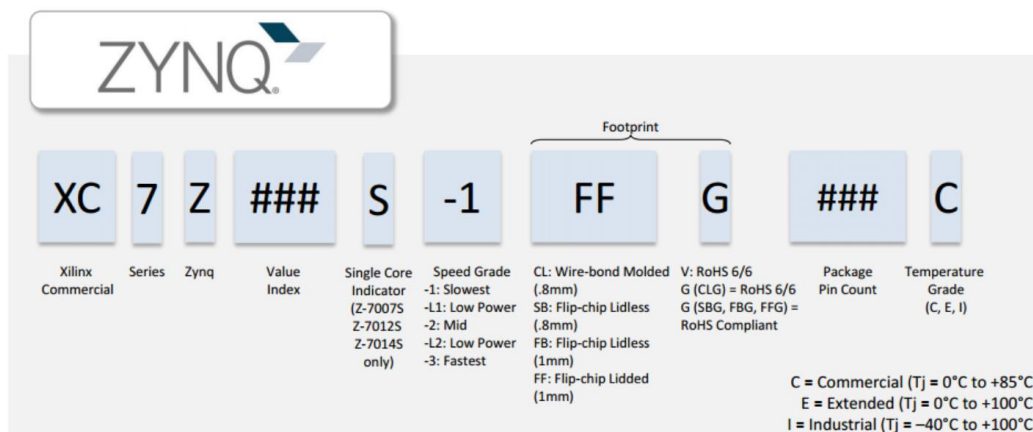 ZYNQ®
Footprint
XC 7 Z ### S -1 FF G ### C
Xilinx
Commercial
Series
Zynq
Value
Index
Single Core
Indicator
(Z-7007S
Z-7012S
Z-7014S
only)
Speed Grade
-1: Slowest
-L1: Low Power
-2: Mid
-L2: Low Power
-3: Fastest
CL: Wire-bond Molded
(.8mm)
SB: Flip-chip Lidless
(.8mm)
FB: Flip-chip Lidless
(1mm)
FF: Flip-chip Lidded
(1mm)
V: RoHS 6/6
G (CLG) = RoHS 6/6
G (SBG, FBG, FFG) =
RoHS Compliant
Package
Pin Count
Temperature
Grade
(C, E, I)
C = Commercial (Tj = 0°C to +85°C
E = Extended (Tj = 0°C to +100°C
I = Industrial (Tj = –40°C to +100°C